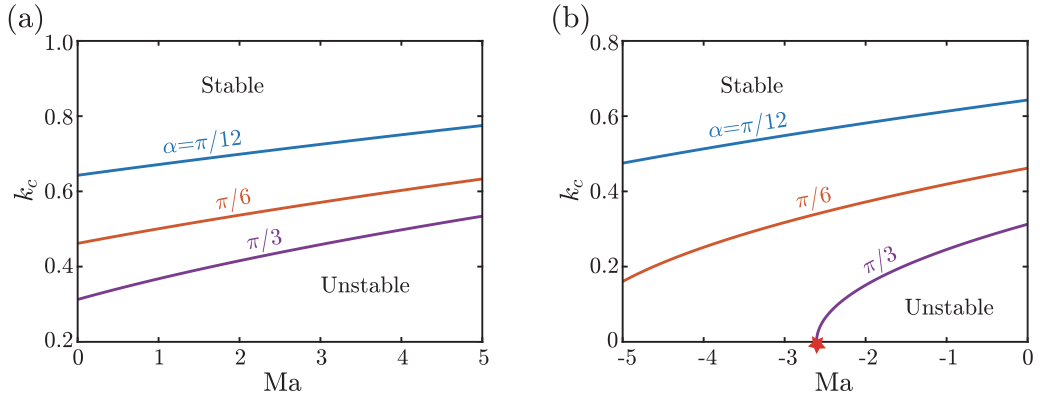 (a)
1.0
0.8
0.6
0.4
0.2
k_c
Stable
α=π/12
π/6
π/3
Unstable
0 1 2 3 4 5
Ma
(b)
0.8
0.6
0.4
0.2
0
k_c
Stable
α=π/12
π/6
π/3
Unstable
-5 -4 -3 -2 -1 0
Ma